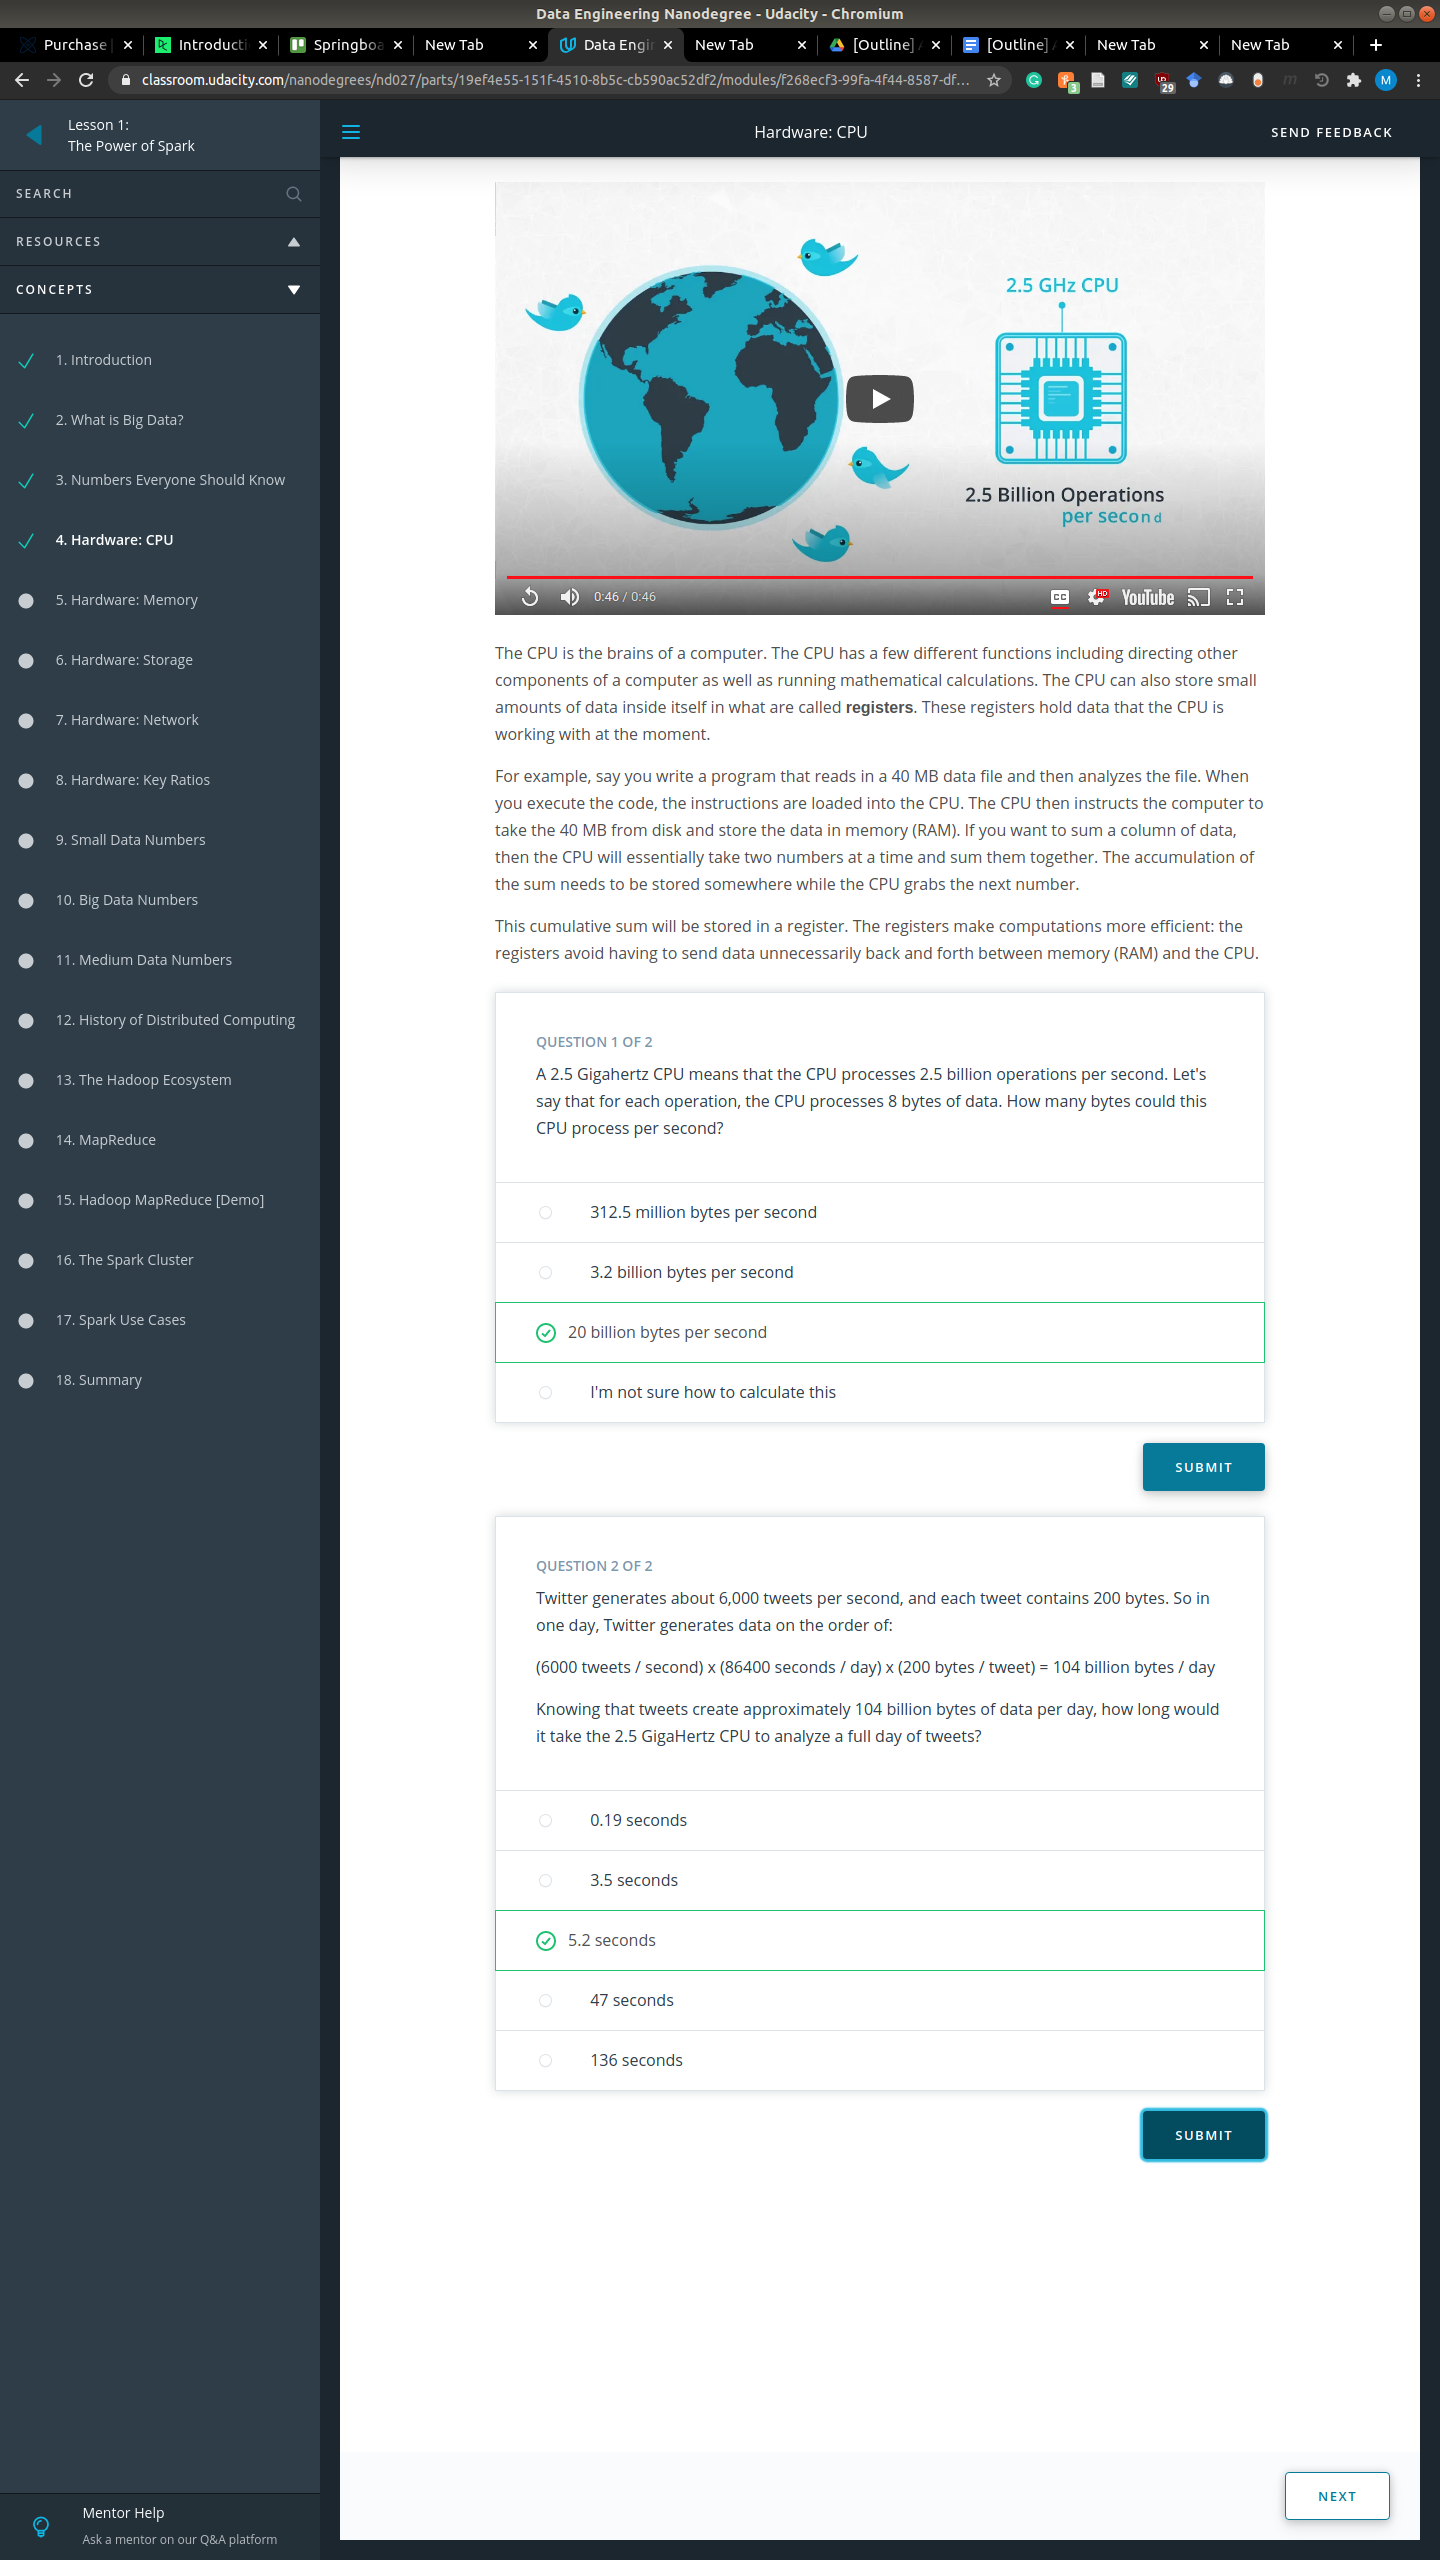 Data Engineering Nanodegree - Udacity - Chromium
Purchase
Introducti
Springboa
New Tab
Data Engin
New Tab
[Outline] A
[Outline] A
New Tab
New Tab
classroom.udacity.com/nanodegrees/nd027/parts/19ef4e55-151f-4510-8b5c-cb590ac52df2/modules/f268ecf3-99fa-4f44-8587-df...
3
29
M
Lesson 1:
The Power of Spark
Hardware: CPU
SEND FEEDBACK
SEARCH
RESOURCES
CONCEPTS
1. Introduction
2. What is Big Data?
3. Numbers Everyone Should Know
4. Hardware: CPU
5. Hardware: Memory
6. Hardware: Storage
7. Hardware: Network
8. Hardware: Key Ratios
9. Small Data Numbers
10. Big Data Numbers
11. Medium Data Numbers
12. History of Distributed Computing
13. The Hadoop Ecosystem
14. MapReduce
15. Hadoop MapReduce [Demo]
16. The Spark Cluster
17. Spark Use Cases
18. Summary
Mentor Help
Ask a mentor on our Q&A platform
2.5 GHz CPU
2.5 Billion Operations
per second
0:46 / 0:46
CC
HD
YouTube
The CPU is the brains of a computer. The CPU has a few different functions including directing other
components of a computer as well as running mathematical calculations. The CPU can also store small
amounts of data inside itself in what are called registers. These registers hold data that the CPU is
working with at the moment.
For example, say you write a program that reads in a 40 MB data file and then analyzes the file. When
you execute the code, the instructions are loaded into the CPU. The CPU then instructs the computer to
take the 40 MB from disk and store the data in memory (RAM). If you want to sum a column of data,
then the CPU will essentially take two numbers at a time and sum them together. The accumulation of
the sum needs to be stored somewhere while the CPU grabs the next number.
This cumulative sum will be stored in a register. The registers make computations more efficient: the
registers avoid having to send data unnecessarily back and forth between memory (RAM) and the CPU.
QUESTION 1 OF 2
A 2.5 Gigahertz CPU means that the CPU processes 2.5 billion operations per second. Let's
say that for each operation, the CPU processes 8 bytes of data. How many bytes could this
CPU process per second?
312.5 million bytes per second
3.2 billion bytes per second
20 billion bytes per second
I'm not sure how to calculate this
SUBMIT
QUESTION 2 OF 2
Twitter generates about 6,000 tweets per second, and each tweet contains 200 bytes. So in
one day, Twitter generates data on the order of:
(6000 tweets / second) x (86400 seconds / day) x (200 bytes / tweet) = 104 billion bytes / day
Knowing that tweets create approximately 104 billion bytes of data per day, how long would
it take the 2.5 GigaHertz CPU to analyze a full day of tweets?
0.19 seconds
3.5 seconds
5.2 seconds
47 seconds
136 seconds
SUBMIT
NEXT